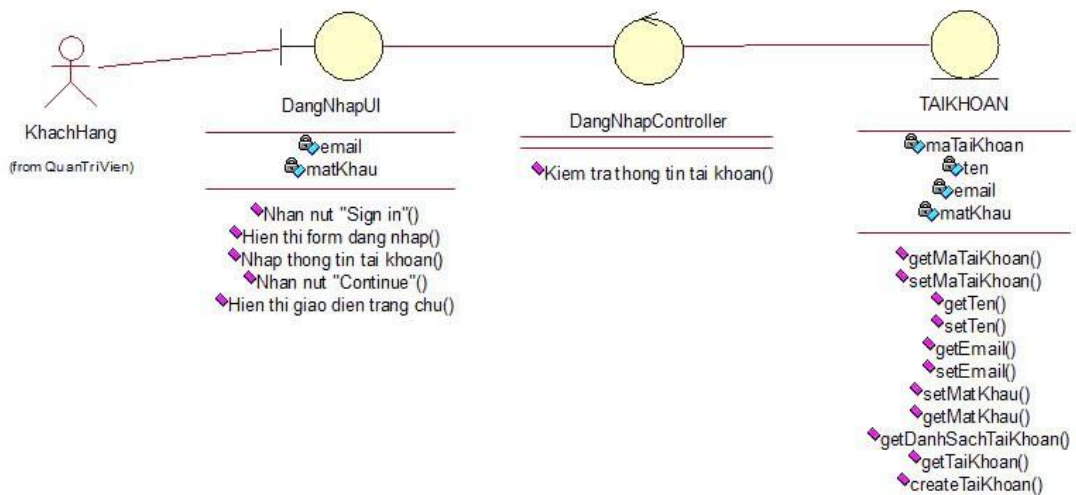 KhachHang
(from QuanTriVien)
DangNhapUI
email
matKhau
Nhan nut "Sign in"()
Hien thi form dang nhap()
Nhap thong tin tai khoan()
Nhan nut "Continue"()
Hien thi giao dien trang chu()
DangNhapController
Kiem tra thong tin tai khoan()
TAIKHOAN
maTaiKhoan
ten
email
matKhau
getMaTaiKhoan()
setMaTaiKhoan()
getTen()
setTen()
getEmail()
setEmail()
setMatKhau()
getMatKhau()
getDanhSachTaiKhoan()
getTaiKhoan()
createTaiKhoan()